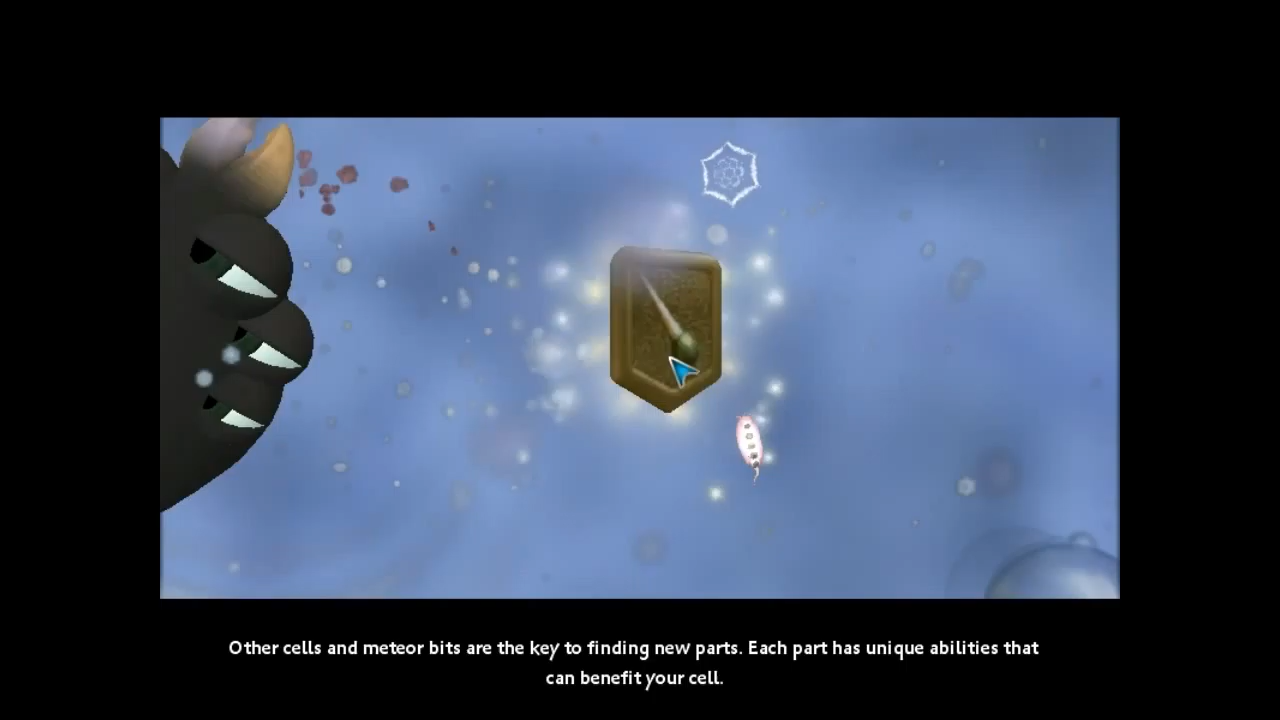 Other cells and meteor bits are the key to finding new parts. Each part has unique abilities that
can benefit your cell.